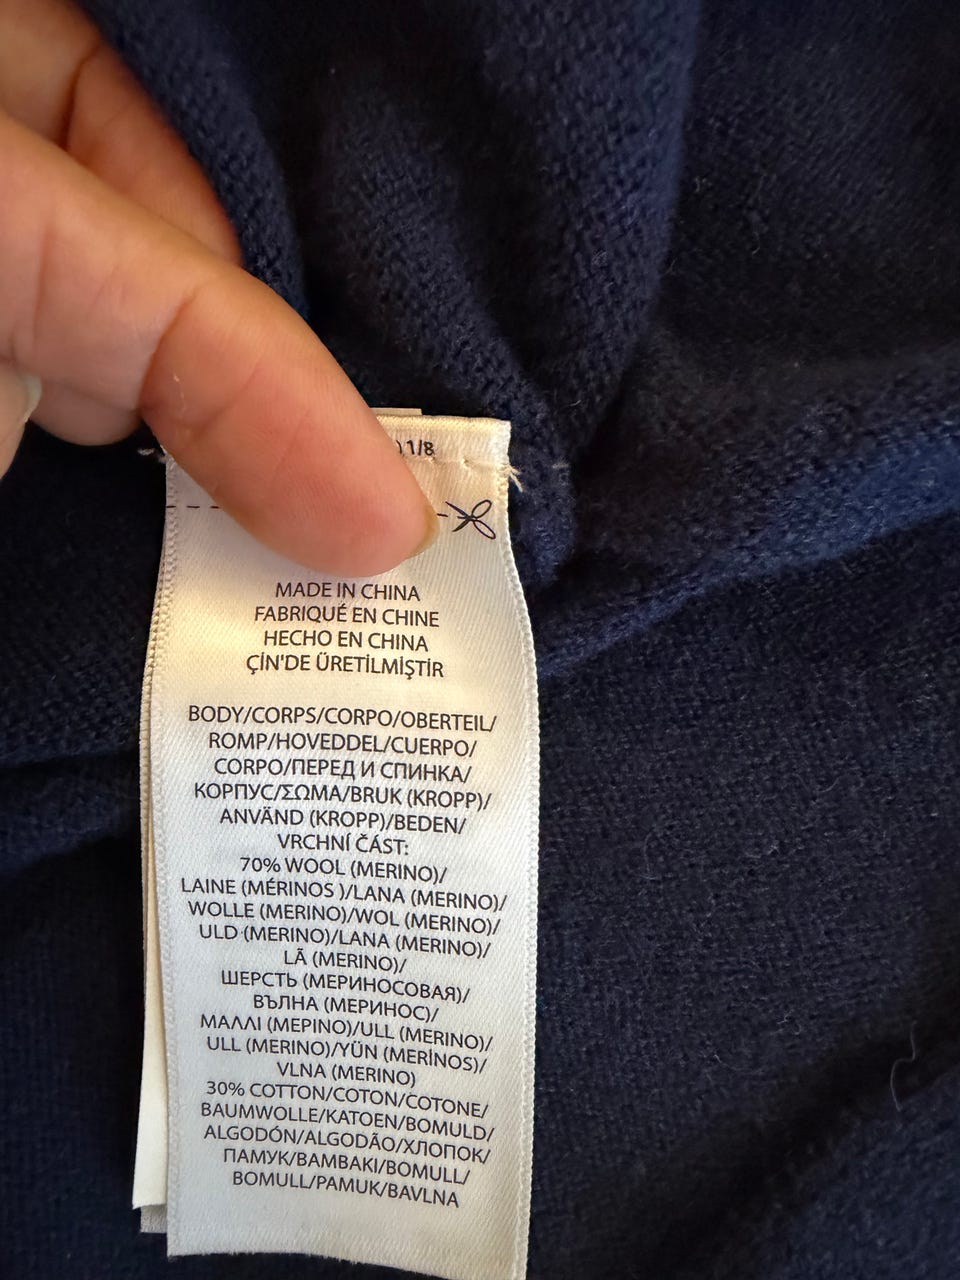 1/8
MADE IN CHINA
FABRIQUÉ EN CHINE
HECHO EN CHINA
ÇİN'DE ÜRETİLMİŞTİR
BODY/CORPS/CORPO/OBERTEIL/
ROMP/HOVEDDEL/CUERPO/
CORPO/ПЕРЕД И СПИНКА/
КОРПУС/ΣΩΜΑ/BRUK (KROPP)/
ANVÄND (KROPP)/BEDEN/
VRCHNÍ ČÁST:
70% WOOL (MERINO)/
LAINE (MÉRINOS )/LANA (MERINO)/
WOLLE (MERINO)/WOL (MERINO)/
ULD (MERINO)/LANA (MERINO)/
LÃ (MERINO)/
ШЕРСТЬ (МЕРИНОСОВАЯ)/
ВЪЛНА (МЕРИНОС)/
ΜΑΛΛΙ (ΜΕΡΙΝΟ)/ULL (MERINO)/
ULL (MERINO)/YÜN (MERİNOS)/
VLNA (MERINO)
30% COTTON/COTON/COTONE/
BAUMWOLLE/KATOEN/BOMULD/
ALGODÓN/ALGODÃO/ХЛОПОК/
ПАМУК/ΒΑΜΒΑΚΙ/BOMULL/
BOMULL/PAMUK/BAVLNA